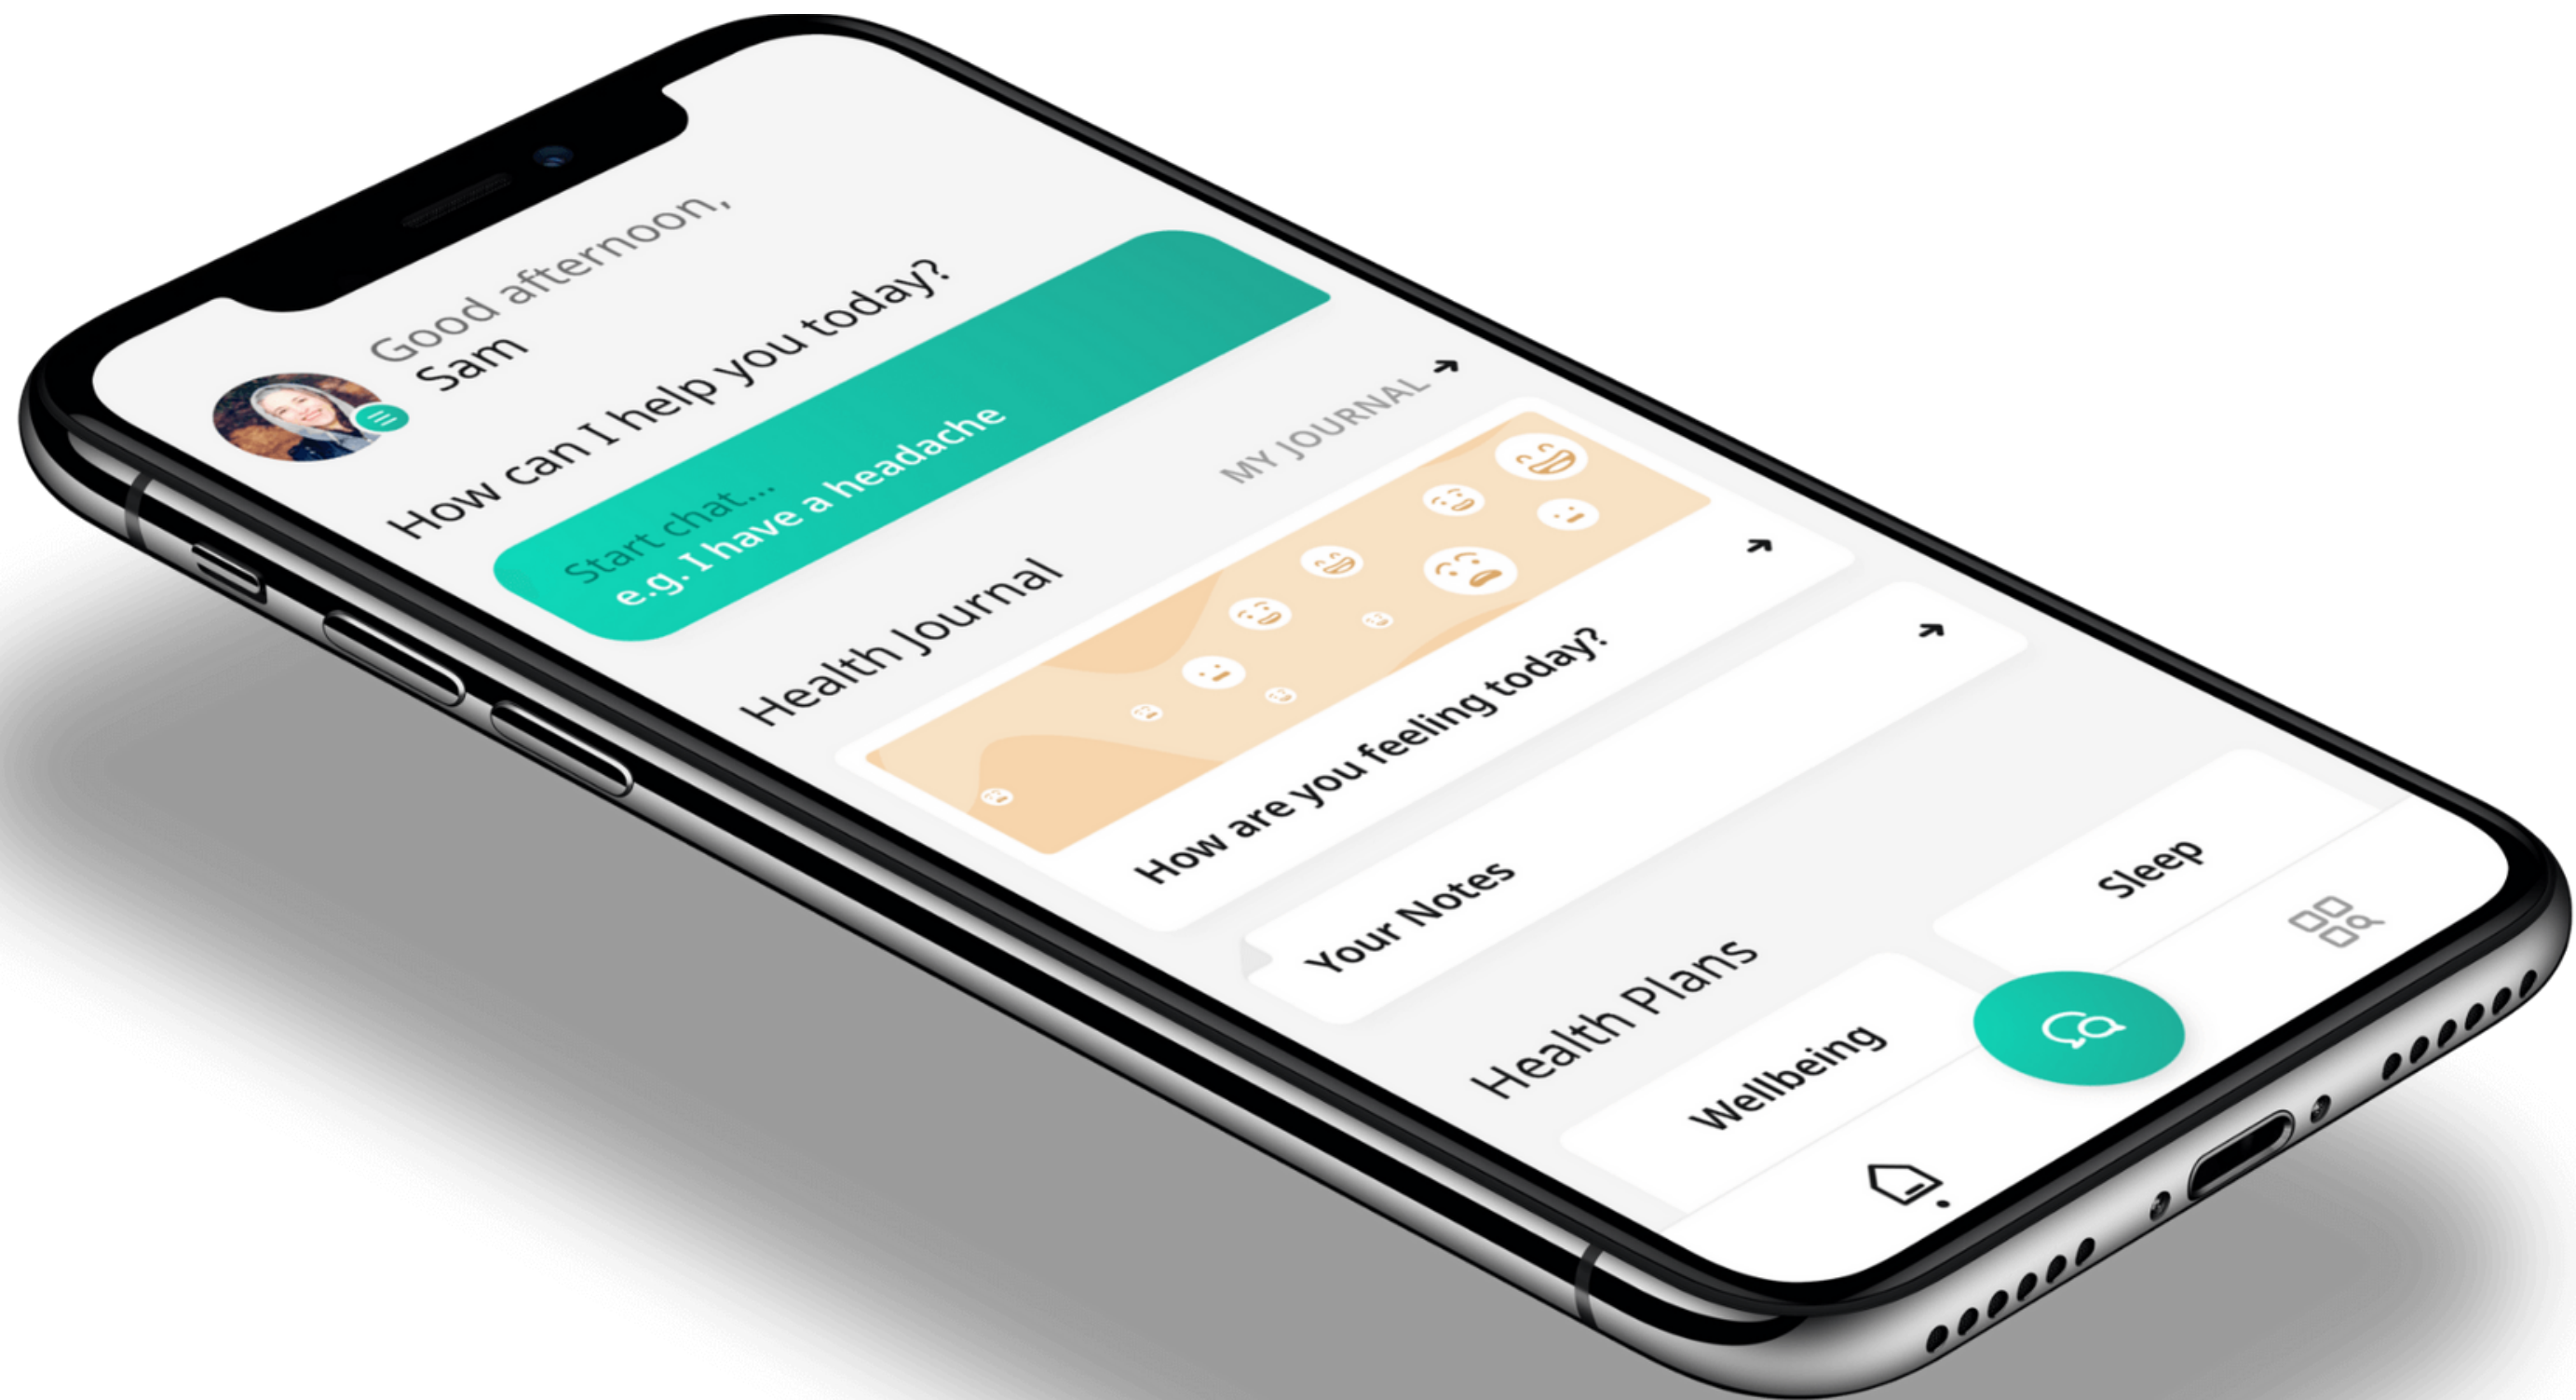 Good afternoon,
Sam
How can I help you today?
Start chat...
e.g. I have a headache
Health Journal
MY JOURNAL
How are you feeling today?
Your Notes
Health Plans
Wellbeing
Sleep